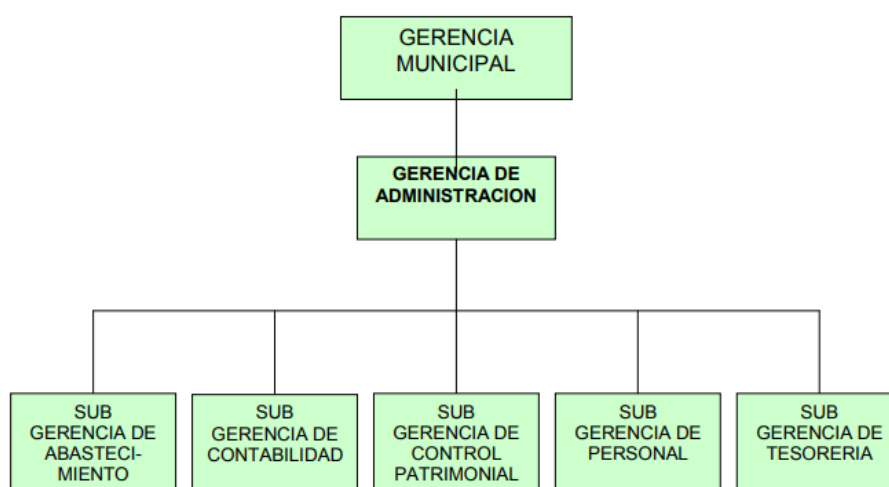 GERENCIA
MUNICIPAL
GERENCIA DE
ADMINISTRACION
SUB
GERENCIA DE
ABASTECI-
MIENTO
SUB
GERENCIA DE
CONTABILIDAD
SUB
GERENCIA DE
CONTROL
PATRIMONIAL
SUB
GERENCIA DE
PERSONAL
SUB
GERENCIA DE
TESORERIA